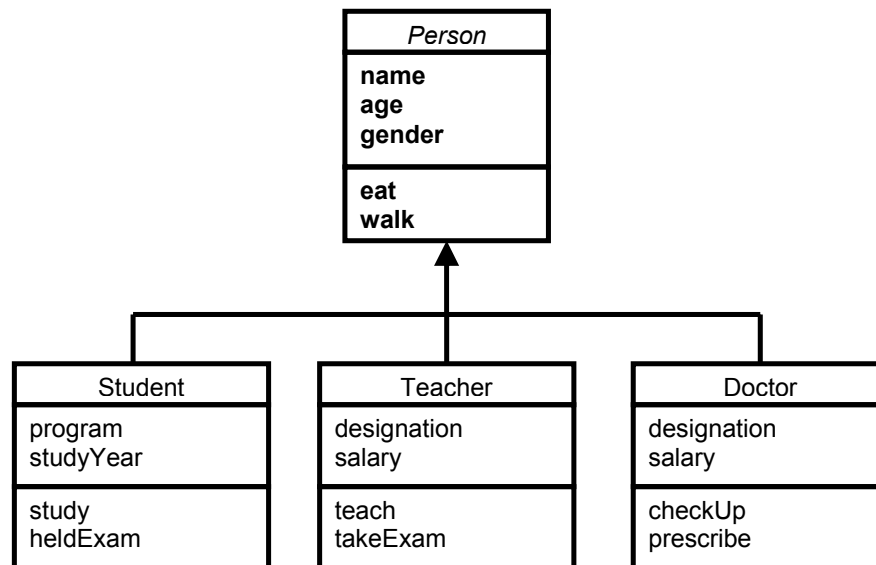 Person
name
age
gender
eat
walk
Student
program
studyYear
study
heldExam
Teacher
designation
salary
teach
takeExam
Doctor
designation
salary
checkUp
prescribe